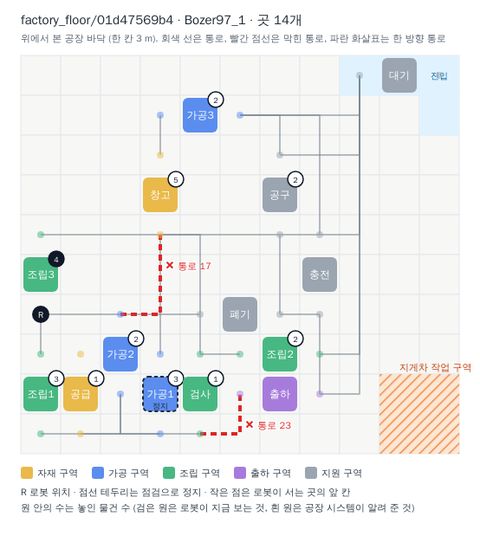 factory_floor/01d47569b4 · Bozer97_1 · 곳 14개
위에서 본 공장 바닥 (한 칸 3 m). 회색 선은 통로, 빨간 점선은 막힌 통로, 파란 화살표는 한 방향 통로
대기
2
가공3
5
창고
2
공구
4
조립3
✕ 통로 17
충전
R
폐기
2
가공2
2
조립2
지게차 작업 구역
3
조립1
1
공급
3
가공1
정지
1
검사
출하
✕ 통로 23
자재 구역
가공 구역
조립 구역
출하 구역
지원 구역
R 로봇 위치 · 점선 테두리는 점검으로 정지 · 작은 점은 로봇이 서는 곳의 앞 칸
원 안의 수는 놓인 물건 수 (검은 원은 로봇이 지금 보는 것, 흰 원은 공장 시스템이 알려 준 것)